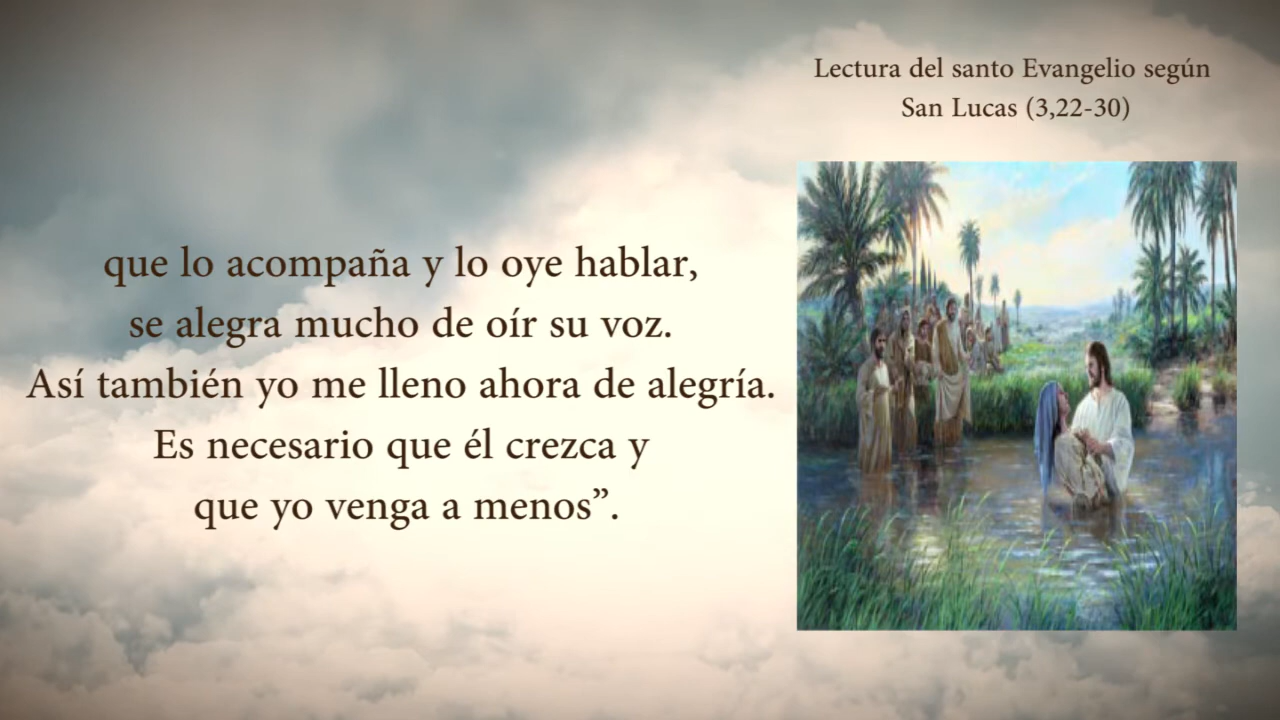 Lectura del santo Evangelio según
San Lucas (3,22-30)
que lo acompaña y lo oye hablar,
se alegra mucho de oír su voz.
Así también yo me lleno ahora de alegría.
Es necesario que él crezca y
que yo venga a menos”.